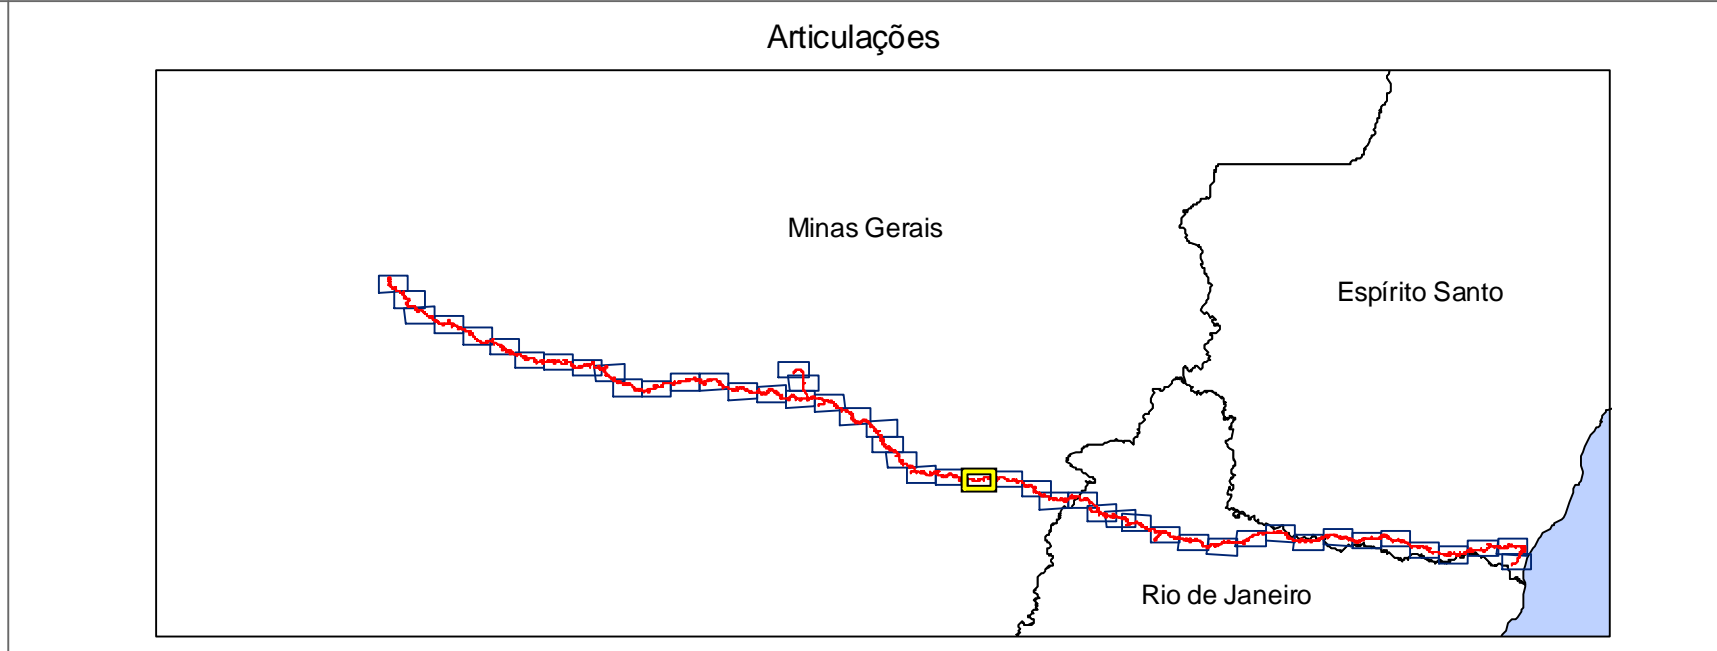 Articulações
Minas Gerais
Espírito Santo
Rio de Janeiro